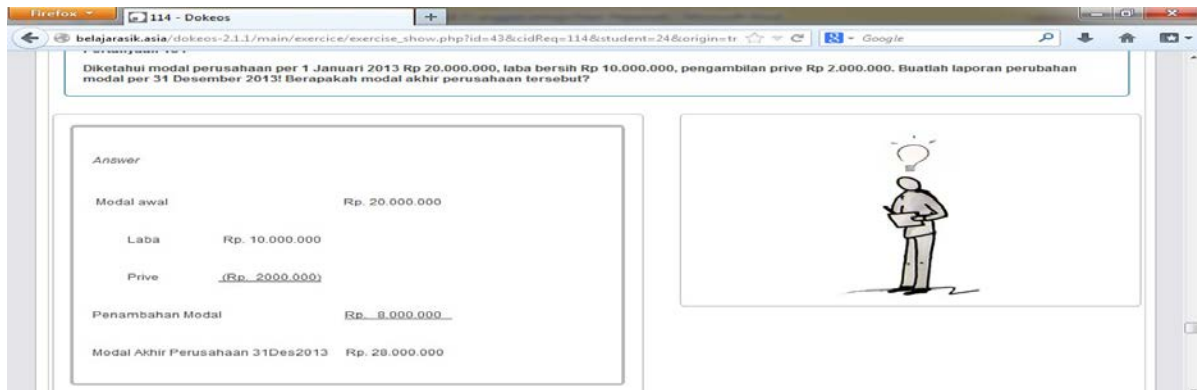 Firefox
114 - Dokeos
belajarasik.asia/dokeos-2.1.1/main/exercice/exercise_show.php?id=43&cidReq=114&student=24&origin=tr
Google
Diketahui modal perusahaan per 1 Januari 2013 Rp 20.000.000, laba bersih Rp 10.000.000, pengambilan prive Rp 2.000.000. Buatlah laporan perubahan
modal per 31 Desember 2013! Berapakah modal akhir perusahaan tersebut?
Answer
Modal awal Rp. 20.000.000
Laba Rp. 10.000.000
Prive (Rp. 2000.000)
Penambahan Modal Rp. 8.000.000
Modal Akhir Perusahaan 31Des2013 Rp. 28.000.000